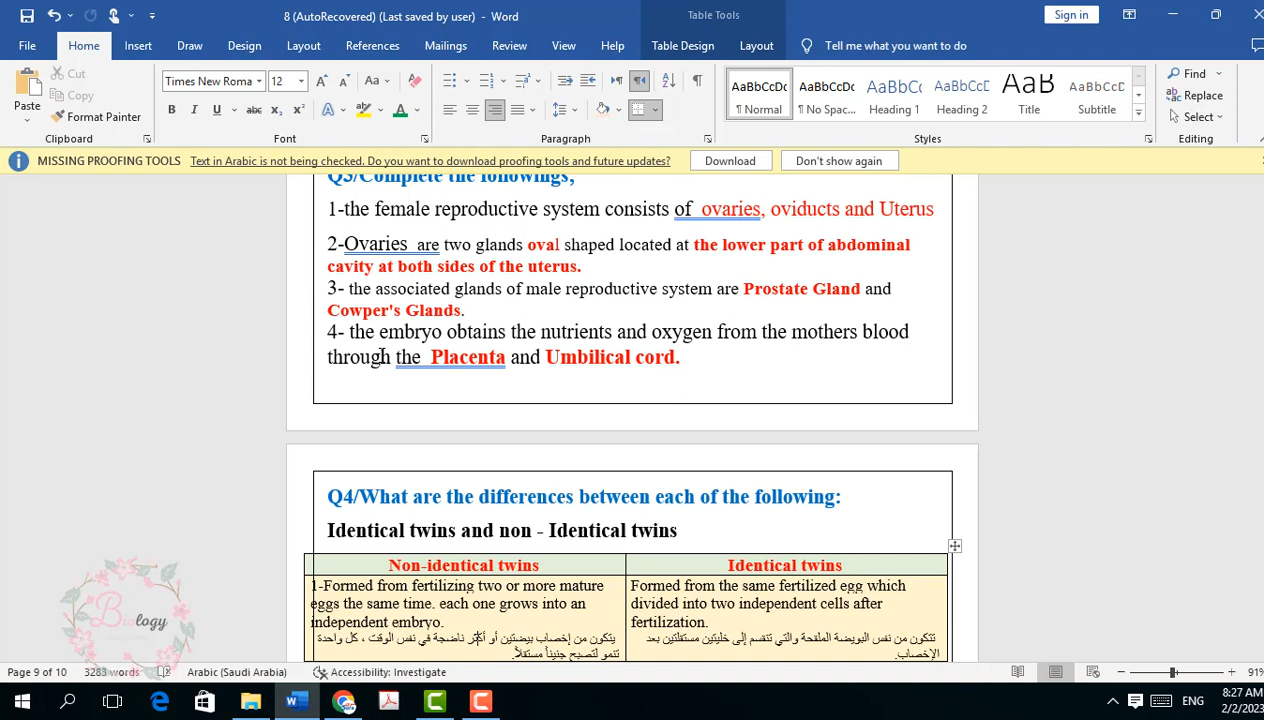 8 (AutoRecovered) (Last saved by user) - Word
Table Tools
Sign in
File Home Insert Draw Design Layout References Mailings Review View Help Table Design Layout Tell me what you want to do
Paste
Cut
Copy
Format Painter
Times New Roma 12
AaBbCcDc AaBbCcDc AaBbCc AaBbCcD AaB AaBbCcD
¶ Normal ¶ No Spac... Heading 1 Heading 2 Title Subtitle
Find
Replace
Select
Clipboard Font Paragraph Styles Editing
MISSING PROOFING TOOLS Text in Arabic is not being checked. Do you want to download proofing tools and future updates? Download Don't show again
Q3/Complete the followings;
1-the female reproductive system consists of ovaries, oviducts and Uterus
2-Ovaries are two glands oval shaped located at the lower part of abdominal
cavity at both sides of the uterus.
3- the associated glands of male reproductive system are Prostate Gland and
Cowper's Glands.
4- the embryo obtains the nutrients and oxygen from the mothers blood
through the Placenta and Umbilical cord.
Q4/What are the differences between each of the following:
Identical twins and non - Identical twins
Non-identical twins
1-Formed from fertilizing two or more mature
eggs the same time. each one grows into an
independent embryo.
يتكون من إخصاب بيضتين أو أكثر ناضجة في نفس الوقت ، كل واحدة
تنمو لتصبح جنيناً مستقلاً.
Identical twins
Formed from the same fertilized egg which
divided into two independent cells after
fertilization.
تتكون من نفس البويضة الملقحة والتي تنقسم إلى خليتين مستقلتين بعد
الإخصاب.
Biology
Page 9 of 10 3283 words Arabic (Saudi Arabia) Accessibility: Investigate 91%
ENG
8:27 AM
2/2/2023